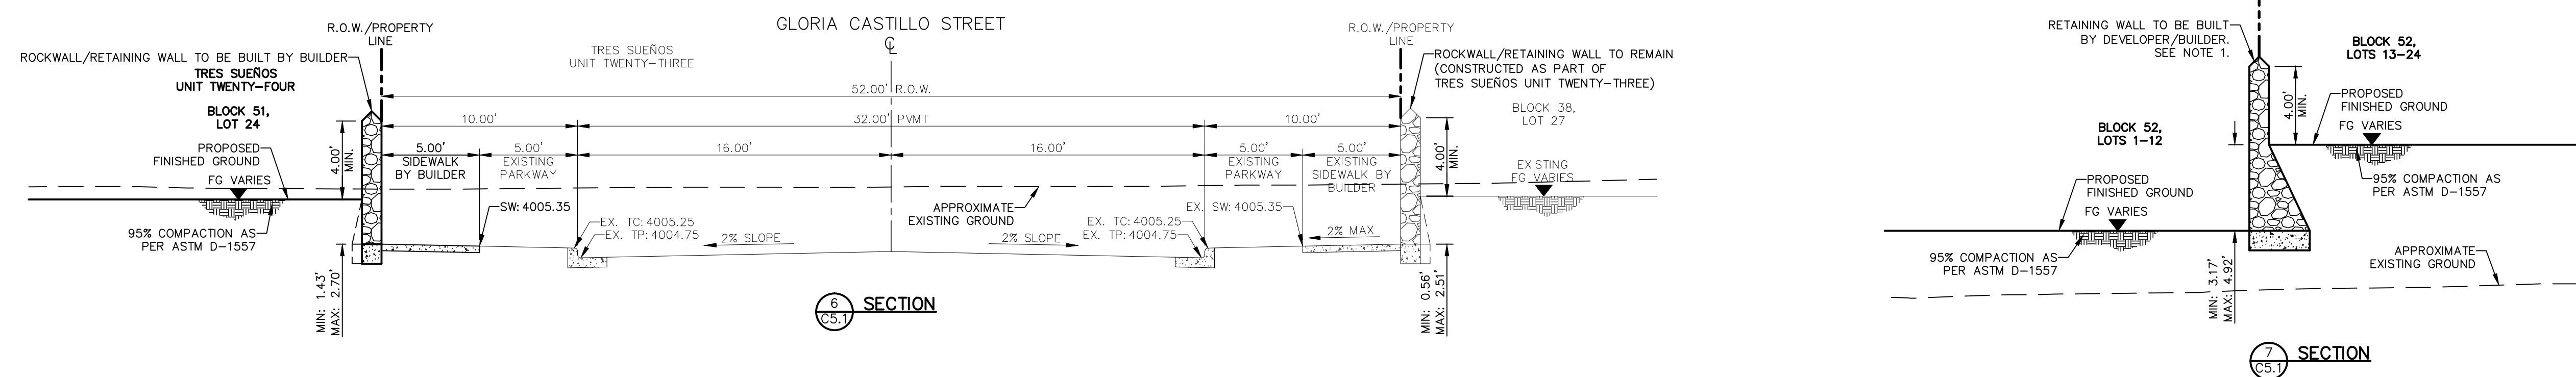 GLORIA CASTILLO STREET
R.O.W./PROPERTY
LINE
ROCKWALL/RETAINING WALL TO BE BUILT BY BUILDER
TRES SUEÑOS
UNIT TWENTY-FOUR
BLOCK 51,
LOT 24
PROPOSED
FINISHED GROUND
FG VARIES
95% COMPACTION AS
PER ASTM D-1557
4.00'
MIN.
MIN: 1.43'
MAX: 2.70'
TRES SUEÑOS
UNIT TWENTY-THREE
℄
52.00' R.O.W.
10.00'
32.00' PVMT
10.00'
5.00'
SIDEWALK
BY BUILDER
5.00'
EXISTING
PARKWAY
16.00'
16.00'
5.00'
EXISTING
PARKWAY
5.00'
EXISTING
SIDEWALK BY
BUILDER
SW: 4005.35
EX. TC: 4005.25
EX. TP: 4004.75
2% SLOPE
APPROXIMATE
EXISTING GROUND
2% SLOPE
EX. SW: 4005.35
EX. TC: 4005.25
EX. TP: 4004.75
2% MAX
R.O.W./PROPERTY
LINE
ROCKWALL/RETAINING WALL TO REMAIN
(CONSTRUCTED AS PART OF
TRES SUEÑOS UNIT TWENTY-THREE)
BLOCK 38,
LOT 27
4.00'
MIN.
EXISTING
FG VARIES
MIN: 0.56'
MAX: 2.51'
6
C5.1
SECTION
RETAINING WALL TO BE BUILT
BY DEVELOPER/BUILDER.
SEE NOTE 1.
BLOCK 52,
LOTS 13-24
4.00'
MIN.
PROPOSED
FINISHED GROUND
FG VARIES
95% COMPACTION AS
PER ASTM D-1557
BLOCK 52,
LOTS 1-12
PROPOSED
FINISHED GROUND
FG VARIES
95% COMPACTION AS
PER ASTM D-1557
MIN: 3.17'
MAX: 4.92'
APPROXIMATE
EXISTING GROUND
7
C5.1
SECTION